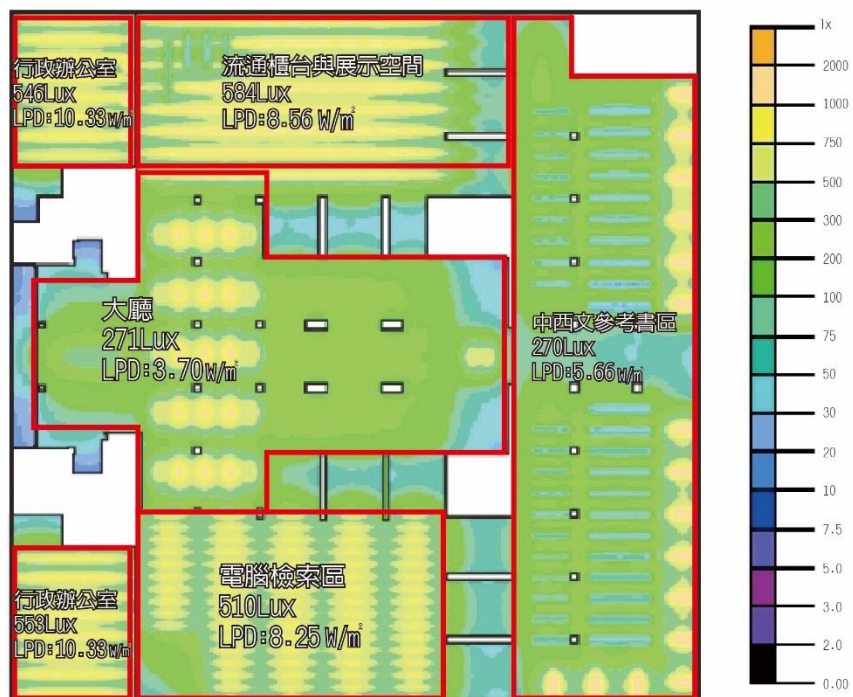 行政辦公室
546Lux
LPD:10.33W/㎡
流通櫃台與展示空間
584Lux
LPD:8.56 W/㎡
大廳
271Lux
LPD:3.70 W/㎡
中西文參考書區
270Lux
LPD:5.66W/㎡
電腦檢索區
510Lux
LPD:8.25 W/㎡
行政辦公室
553Lux
LPD:10.33W/㎡
lx
2000
1000
750
500
300
200
100
75
50
30
20
10
7.5
5.0
3.0
2.0
0.00